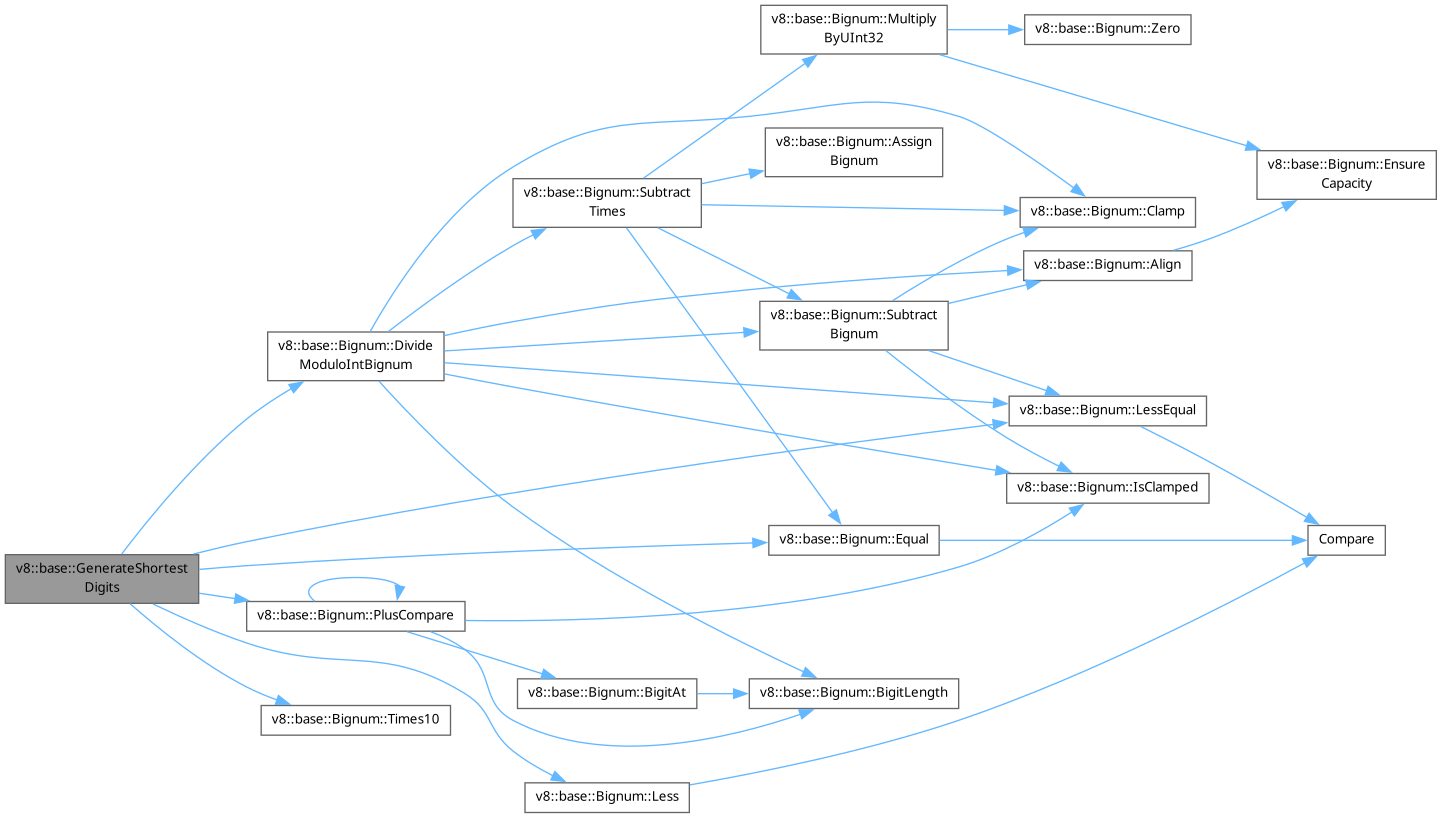 v8::base::Bignum::Multiply
ByUInt32
v8::base::Bignum::Zero
v8::base::Bignum::Assign
Bignum
v8::base::Bignum::Ensure
Capacity
v8::base::Bignum::Subtract
Times
v8::base::Bignum::Clamp
v8::base::Bignum::Align
v8::base::Bignum::Subtract
Bignum
v8::base::Bignum::Divide
ModuloIntBignum
v8::base::Bignum::LessEqual
v8::base::Bignum::IsClamped
v8::base::Bignum::Equal
Compare
v8::base::GenerateShortest
Digits
v8::base::Bignum::PlusCompare
v8::base::Bignum::BigitAt
v8::base::Bignum::BigitLength
v8::base::Bignum::Times10
v8::base::Bignum::Less